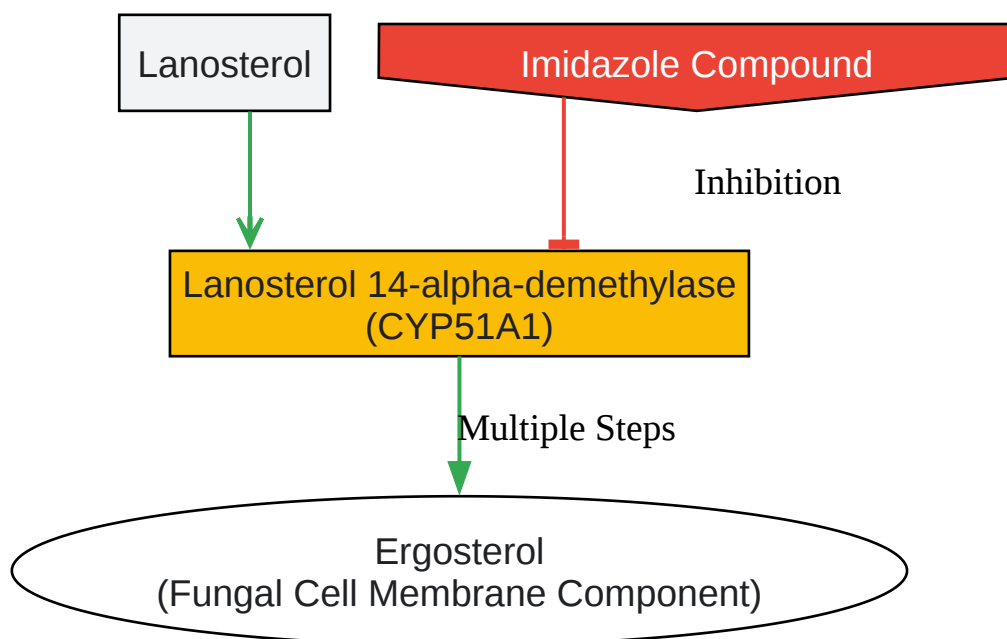 Lanosterol
Imidazole Compound
Inhibition
Lanosterol 14-alpha-demethylase
(CYP51A1)
Multiple Steps
Ergosterol
(Fungal Cell Membrane Component)